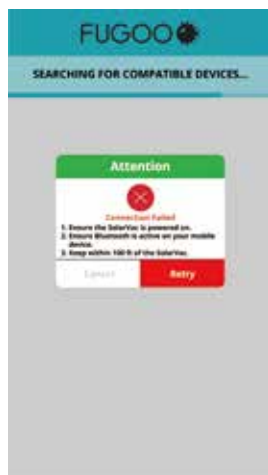 FUGOO
SEARCHING FOR COMPATIBLE DEVICES...
Attention
Connection Failed
1. Ensure the SolarVac is powered on.
2. Ensure Bluetooth is active on your mobile
device.
3. Keep within 100 ft of the SolarVac.
Cancel
Retry